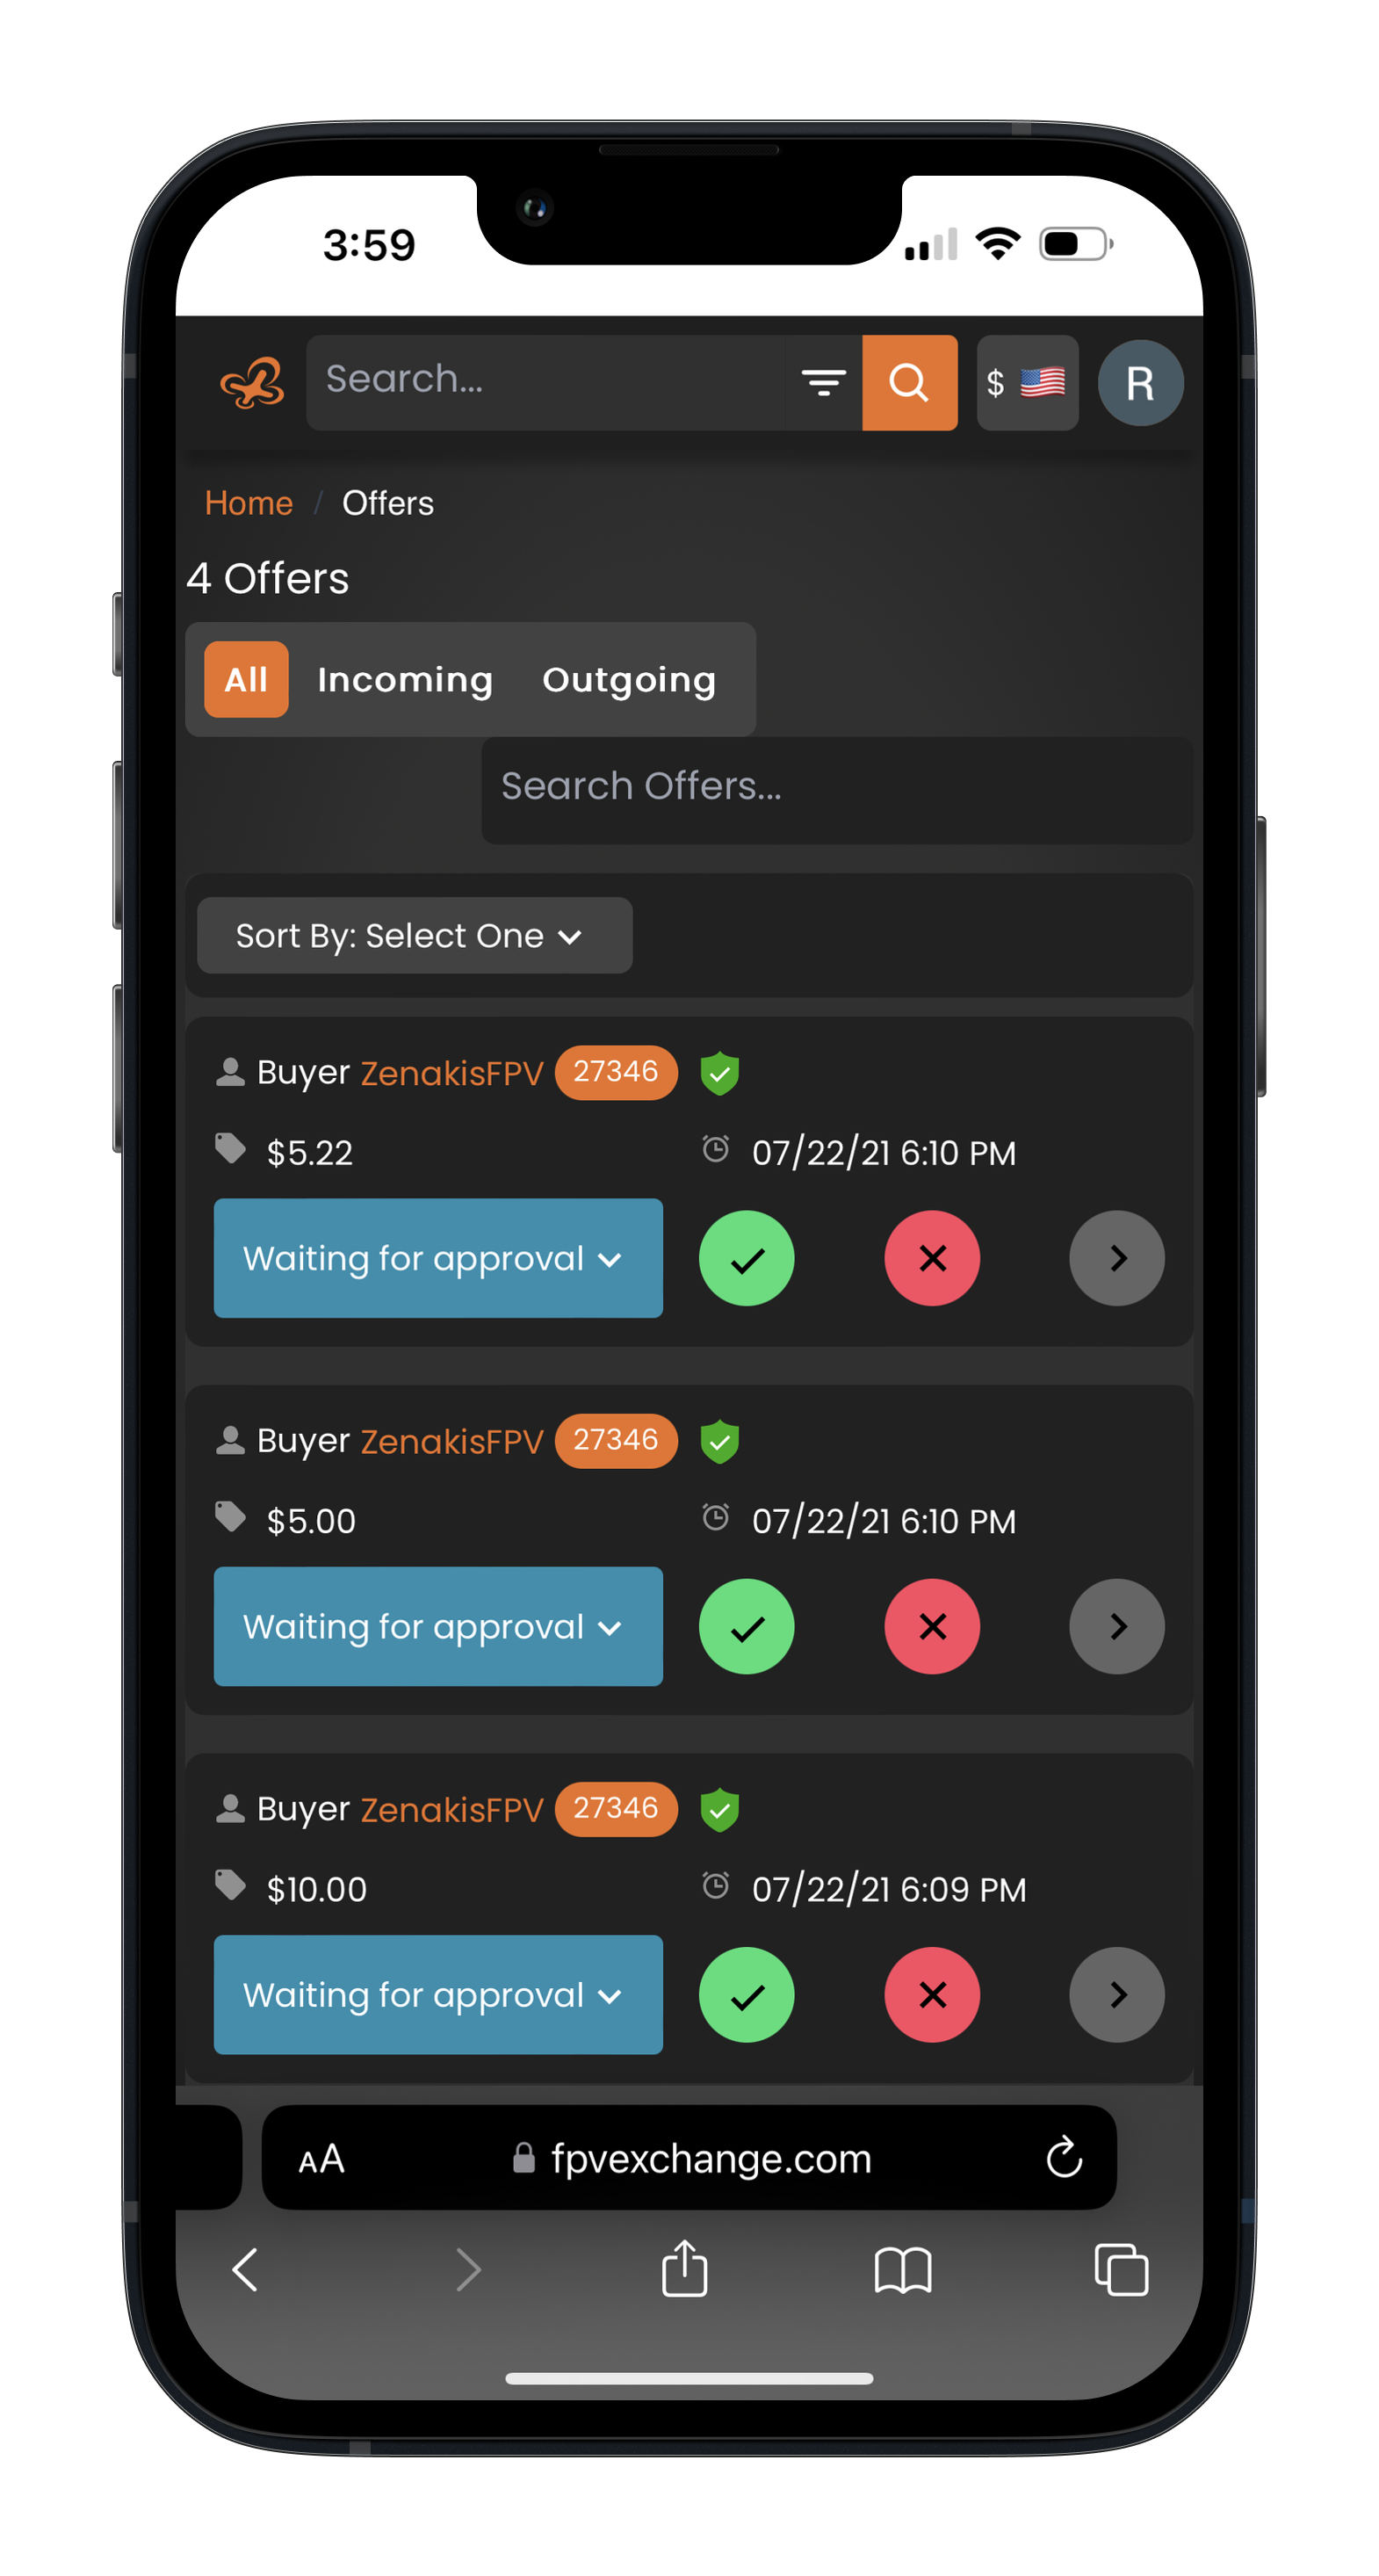 3:59
Search...
$
R
Home / Offers
4 Offers
All Incoming Outgoing
Search Offers...
Sort By: Select One
Buyer ZenakisFPV 27346
$5.22 07/22/21 6:10 PM
Waiting for approval
Buyer ZenakisFPV 27346
$5.00 07/22/21 6:10 PM
Waiting for approval
Buyer ZenakisFPV 27346
$10.00 07/22/21 6:09 PM
Waiting for approval
AA fpvexchange.com